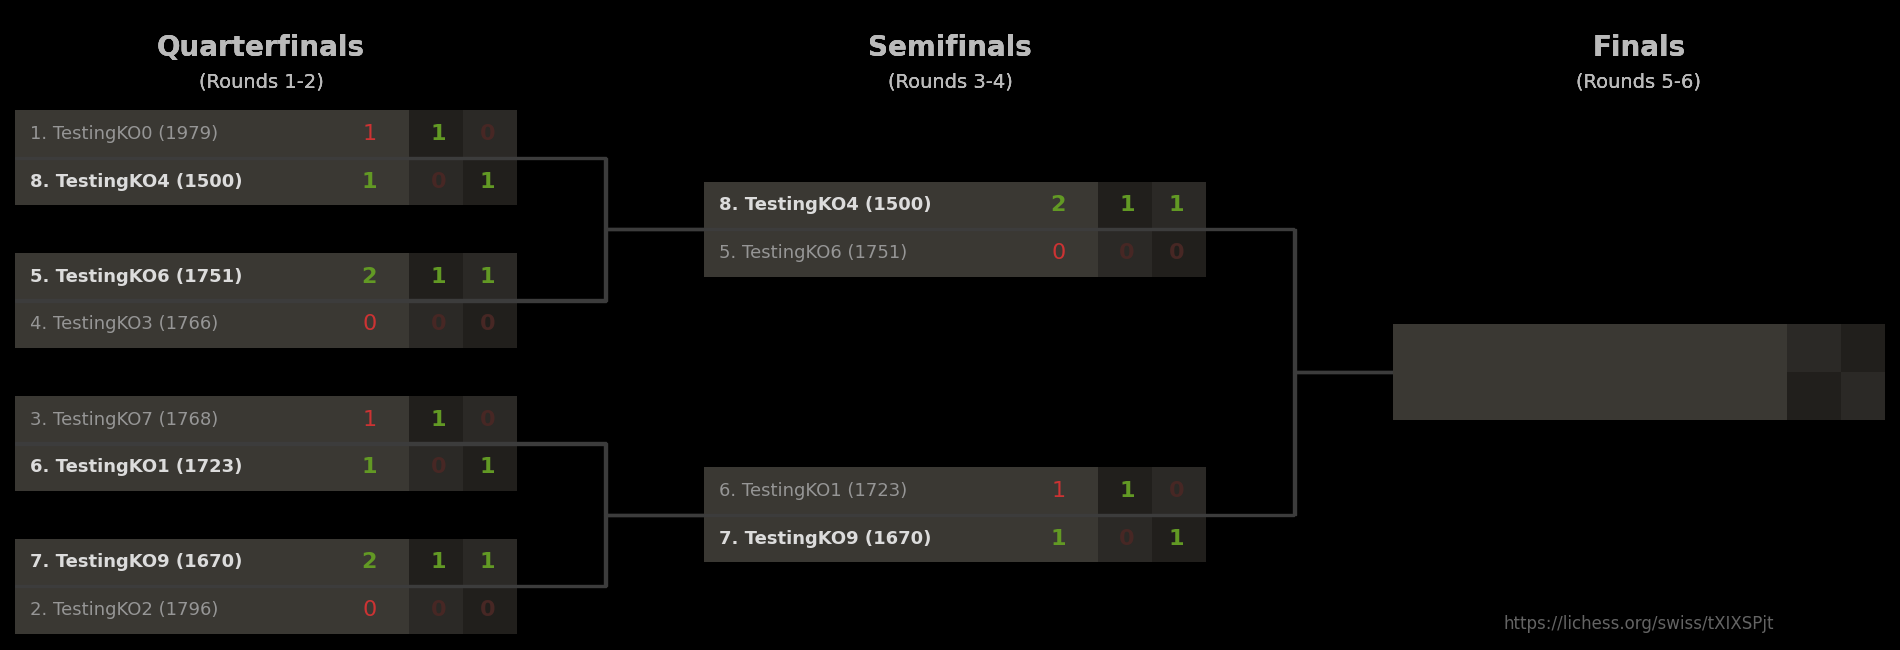 Quarterfinals
(Rounds 1-2)
1. TestingKO0 (1979) 1 1 0
8. TestingKO4 (1500) 1 0 1
5. TestingKO6 (1751) 2 1 1
4. TestingKO3 (1766) 0 0 0
3. TestingKO7 (1768) 1 1 0
6. TestingKO1 (1723) 1 0 1
7. TestingKO9 (1670) 2 1 1
2. TestingKO2 (1796) 0 0 0
Semifinals
(Rounds 3-4)
8. TestingKO4 (1500) 2 1 1
5. TestingKO6 (1751) 0 0 0
6. TestingKO1 (1723) 1 1 0
7. TestingKO9 (1670) 1 0 1
Finals
(Rounds 5-6)
https://lichess.org/swiss/tXIXSPjt